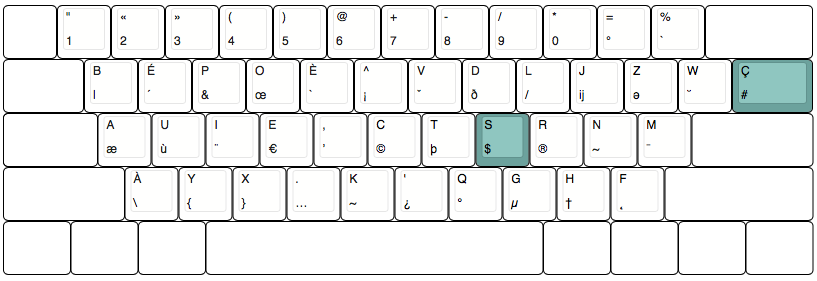 " « » ( ) @ + - / * = %
1 2 3 4 5 6 7 8 9 0 ° `
B É P O È ^ V D L J Z W Ç
| ´ & œ ` ¡ ˇ ð / ij ə ˘ #
A U I E , C T S R N M
æ ù ¨ € ’ © þ $ ® ~ ¯
À Y X . K ' Q G H F
\ { } … ~ ¿ ° µ † ˛